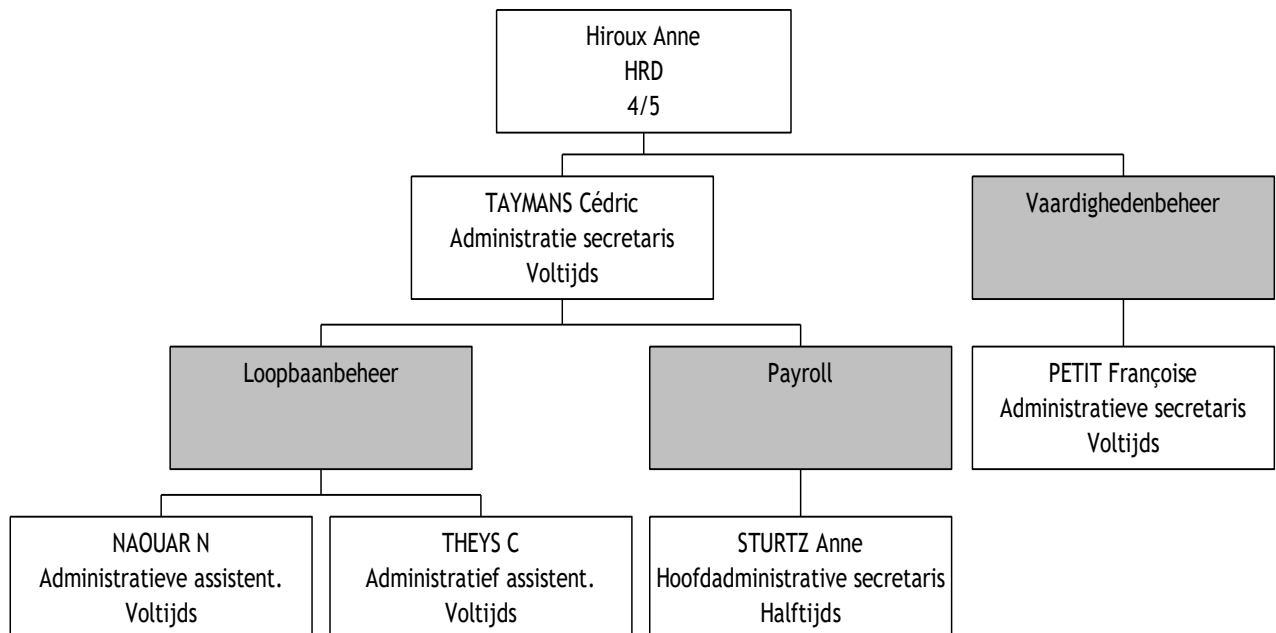 Hiroux Anne
HRD
4/5
TAYMANS Cédric
Administratie secretaris
Voltijds
Vaardighedenbeheer
Loopbaanbeheer
Payroll
PETIT Françoise
Administratieve secretaris
Voltijds
NAOUAR N
Administratieve assistent.
Voltijds
THEYS C
Administratief assistent.
Voltijds
STURTZ Anne
Hoofdadministrative secretaris
Halftijds